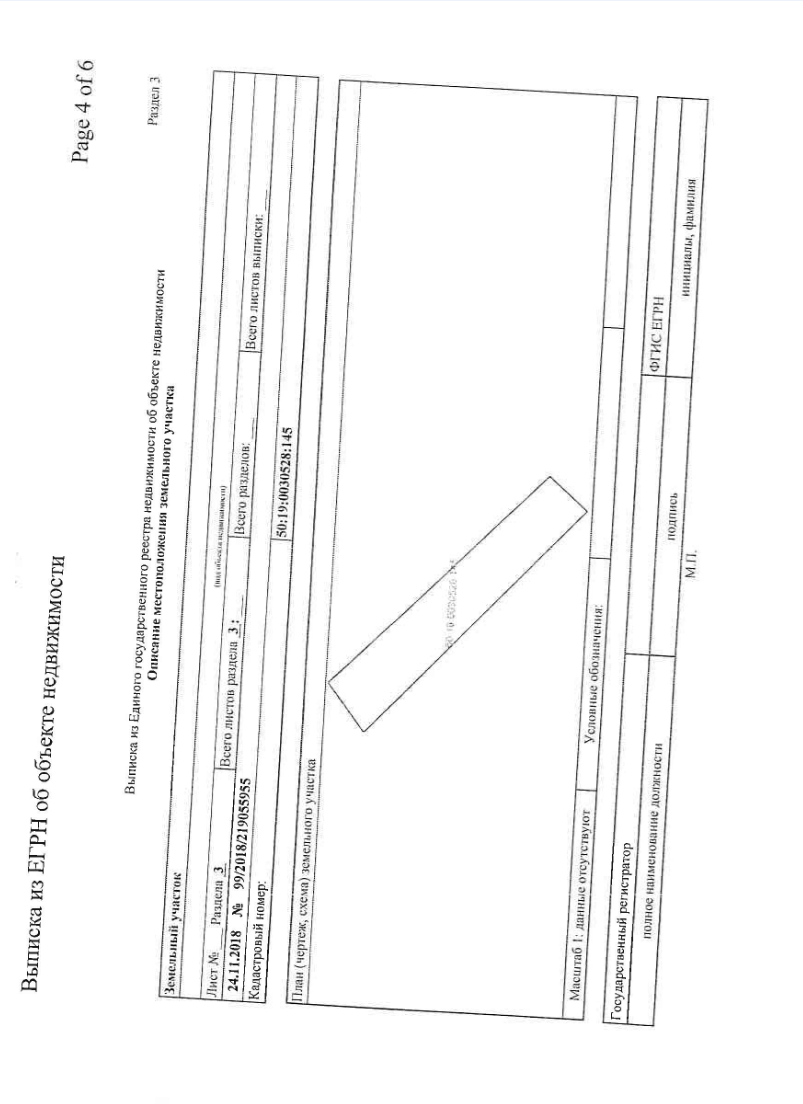 Выписка из ЕГРН об объекте недвижимости
Page 4 of 6
Раздел 3
Выписка из Единого государственного реестра недвижимости об объекте недвижимости
Описание местоположения земельного участка
Земельный участок
(вид объекта недвижимости)
Лист № ___ Раздела 3
Всего листов раздела 3: ___
Всего разделов: ___
Всего листов выписки: ___
24.11.2018 № 99/2018/219055955
Кадастровый номер:
50:19:0030528:145
План (чертеж, схема) земельного участка
Масштаб 1: данные отсутствуют
Условные обозначения:
Государственный регистратор
ФГИС ЕГРН
полное наименование должности
подпись
инициалы, фамилия
М.П.